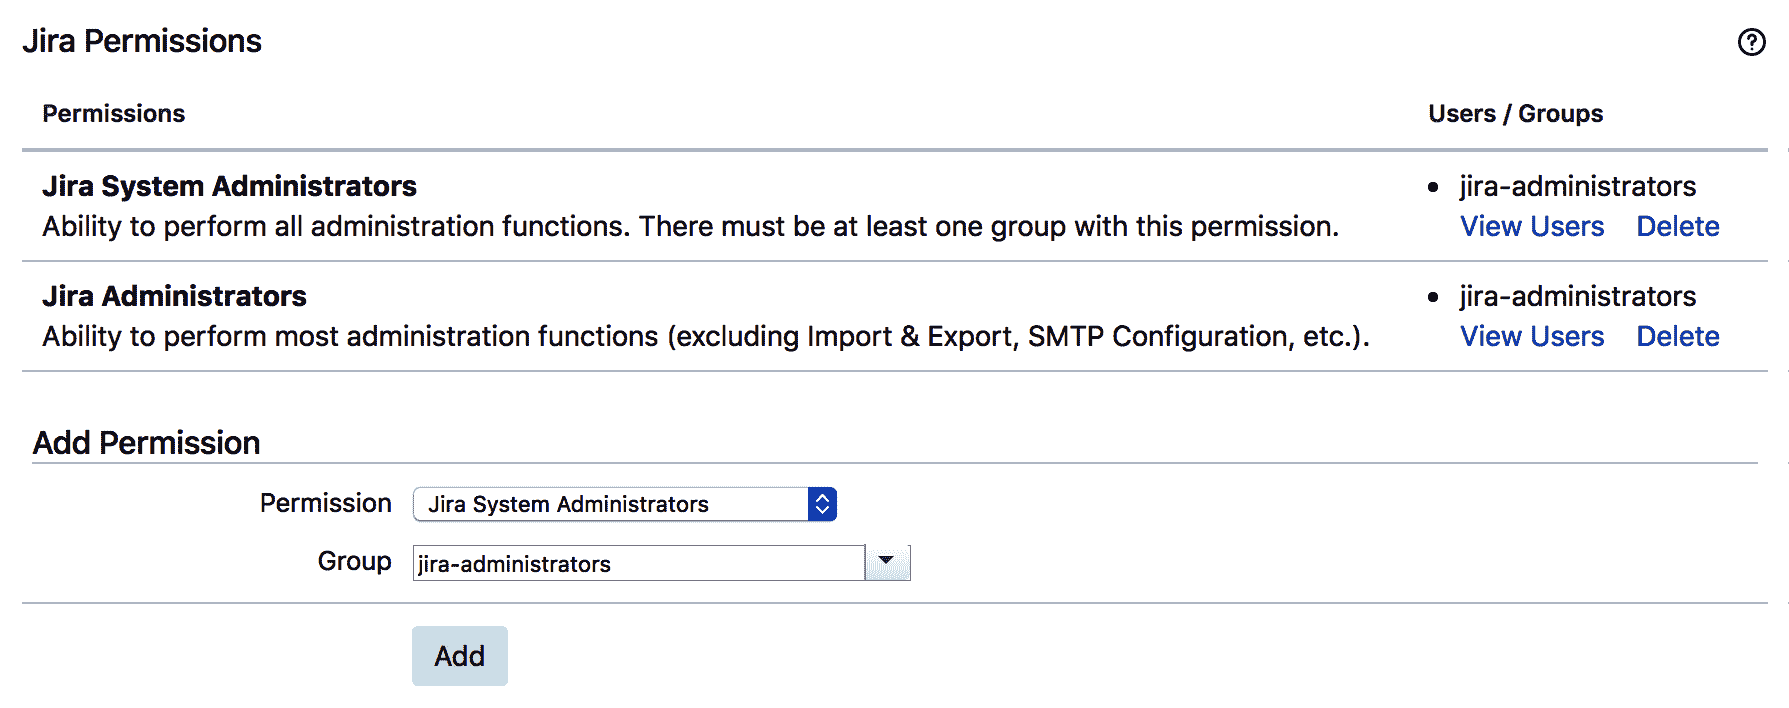 Jira Permissions
?
Permissions Users / Groups
Jira System Administrators
Ability to perform all administration functions. There must be at least one group with this permission.
• jira-administrators
View Users Delete
Jira Administrators
Ability to perform most administration functions (excluding Import & Export, SMTP Configuration, etc.).
• jira-administrators
View Users Delete
Add Permission
Permission Jira System Administrators
Group jira-administrators
Add